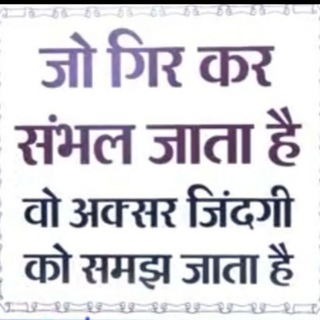 जो गिर कर
संभल जाता है
वो अक्सर जिंदगी
को समझ जाता है